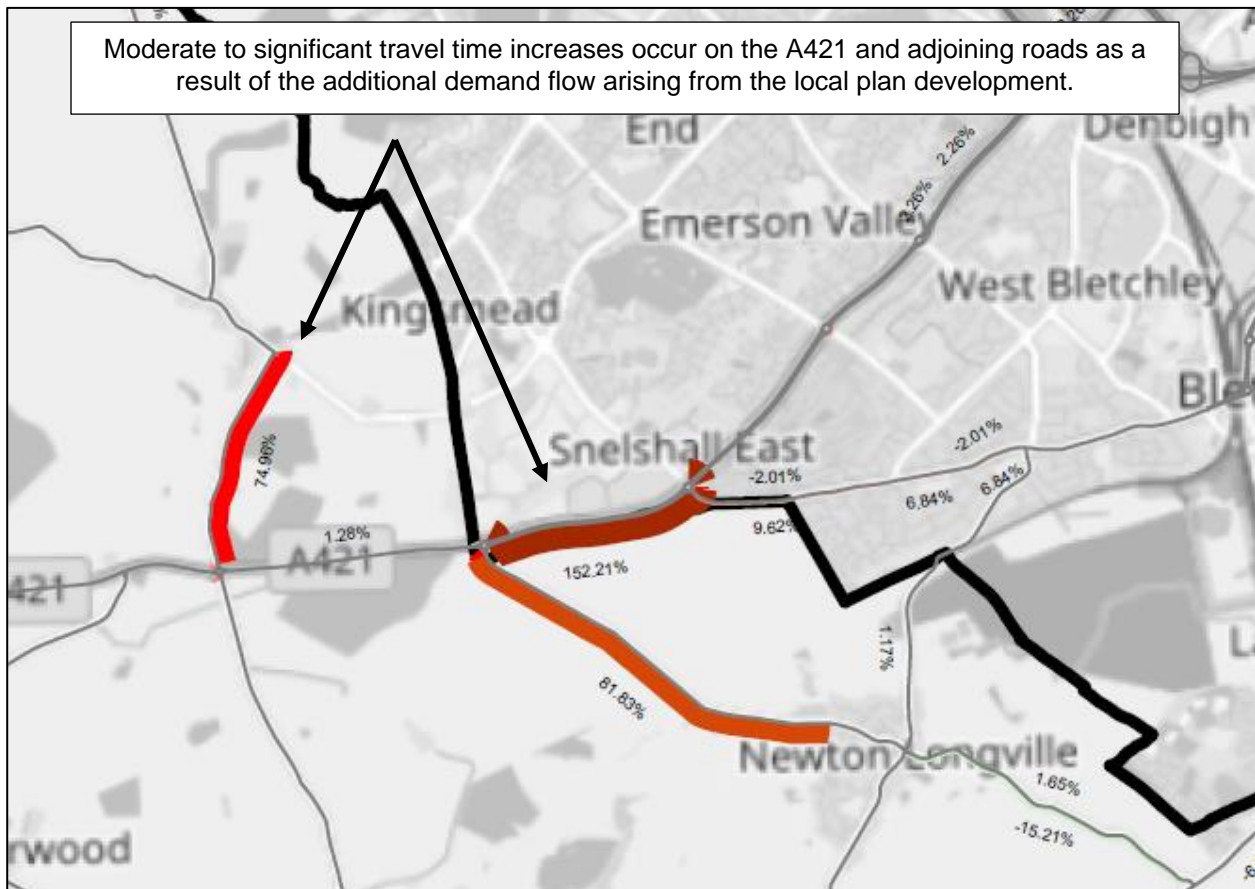 Moderate to significant travel time increases occur on the A421 and adjoining roads as a
result of the additional demand flow arising from the local plan development.
End
Denbigh
2.26%
2.26%
Emerson Valley
West Bletchley
Kingsmead
Ble
74.96%
Snelshall East
-2.01%
-2.01%
6.84%
6.84%
9.62%
1.28%
A421
421
152.21%
1.17%
81.83%
Newton Longville
1.65%
-15.21%
rwood